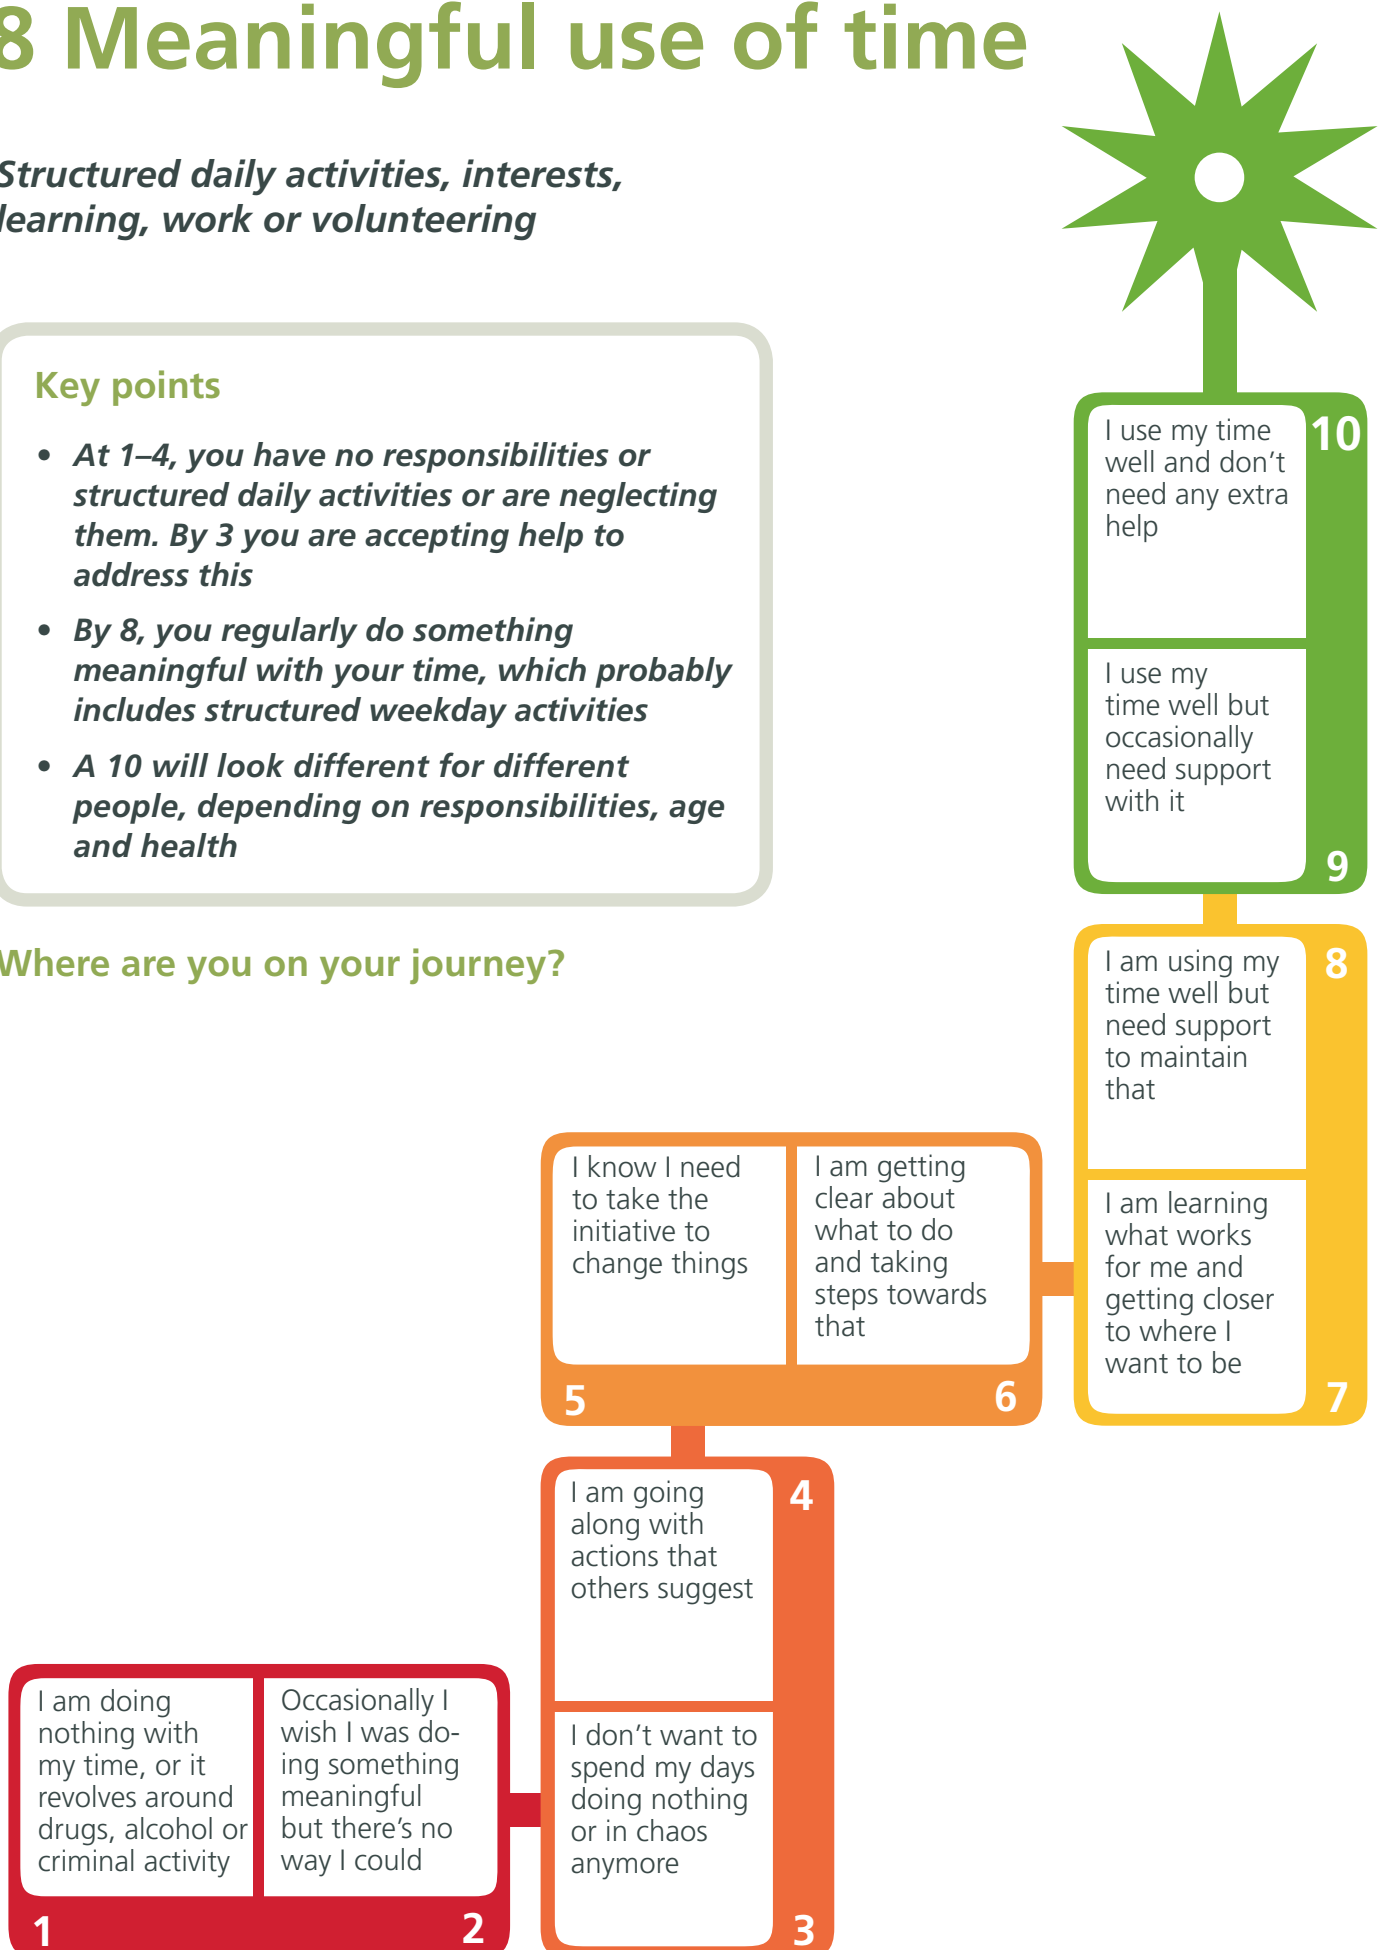 8 Meaningful use of time
Structured daily activities, interests,
learning, work or volunteering
Key points
• At 1–4, you have no responsibilities or
structured daily activities or are neglecting
them. By 3 you are accepting help to
address this
• By 8, you regularly do something
meaningful with your time, which probably
includes structured weekday activities
• A 10 will look different for different
people, depending on responsibilities, age
and health
Where are you on your journey?
I use my time
well and don't
need any extra
help
10
I use my
time well but
occasionally
need support
with it
9
I am using my
time well but
need support
to maintain
that
8
I am learning
what works
for me and
getting closer
to where I
want to be
7
I know I need
to take the
initiative to
change things
5
I am getting
clear about
what to do
and taking
steps towards
that
6
I am going
along with
actions that
others suggest
4
I don't want to
spend my days
doing nothing
or in chaos
anymore
3
I am doing
nothing with
my time, or it
revolves around
drugs, alcohol or
criminal activity
1
Occasionally I
wish I was do-
ing something
meaningful
but there's no
way I could
2